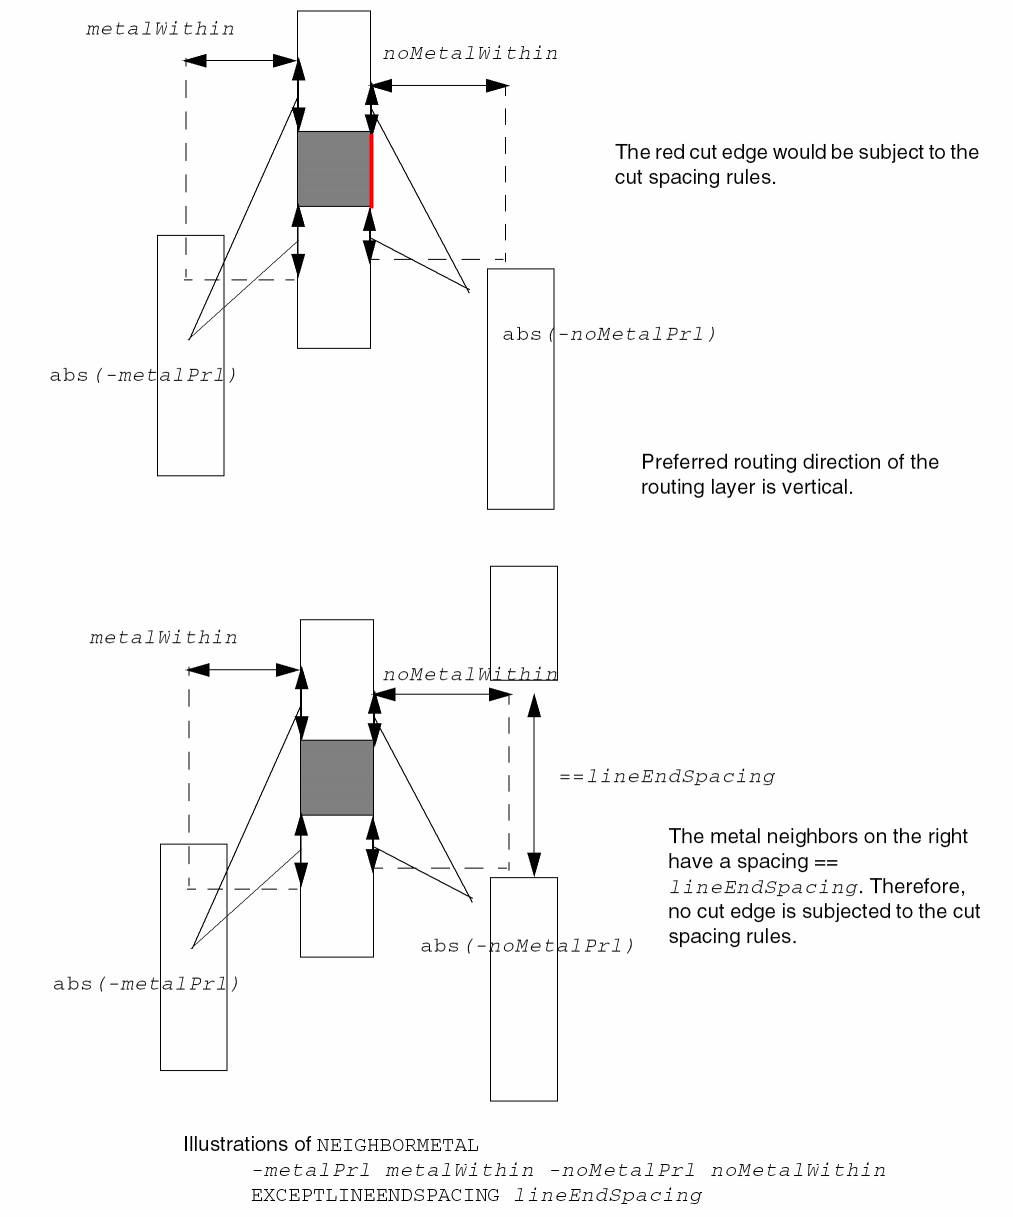 metalWithin
noMetalWithin
The red cut edge would be subject to the
cut spacing rules.
abs(-noMetalPrl)
abs(-metalPrl)
Preferred routing direction of the
routing layer is vertical.
metalWithin
noMetalWithin
==lineEndSpacing
The metal neighbors on the right
have a spacing ==
lineEndSpacing. Therefore,
no cut edge is subjected to the cut
spacing rules.
abs(-noMetalPrl)
abs(-metalPrl)
Illustrations of NEIGHBORMETAL
-metalPrl metalWithin -noMetalPrl noMetalWithin
EXCEPTLINEENDSPACING lineEndSpacing